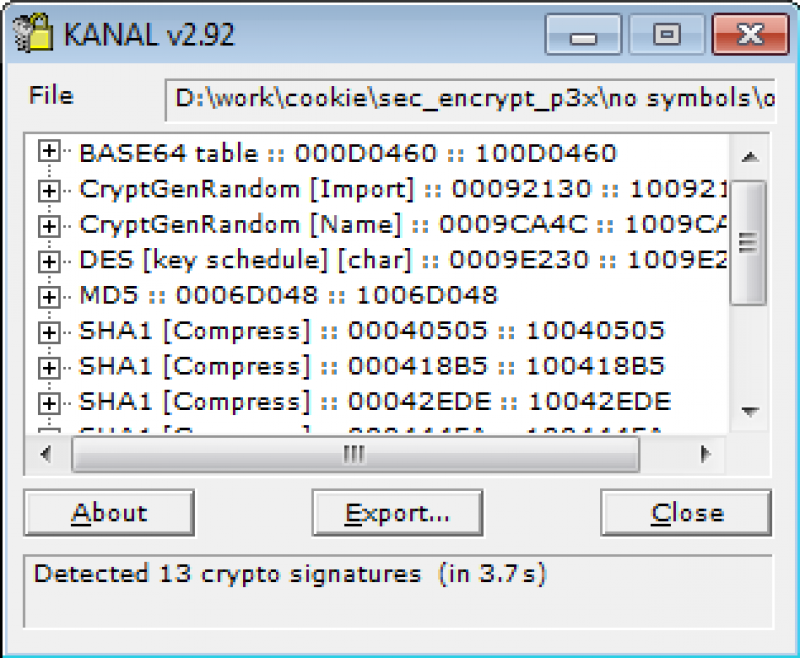 KANAL v2.92
File D:\work\cookie\sec_encrypt_p3x\no symbols\o
BASE64 table :: 000D0460 :: 100D0460
CryptGenRandom [Import] :: 00092130 :: 100921
CryptGenRandom [Name] :: 0009CA4C :: 1009CA
DES [key schedule] [char] :: 0009E230 :: 1009E2
MD5 :: 0006D048 :: 1006D048
SHA1 [Compress] :: 00040505 :: 10040505
SHA1 [Compress] :: 000418B5 :: 100418B5
SHA1 [Compress] :: 00042EDE :: 10042EDE
About Export... Close
Detected 13 crypto signatures (in 3.7s)